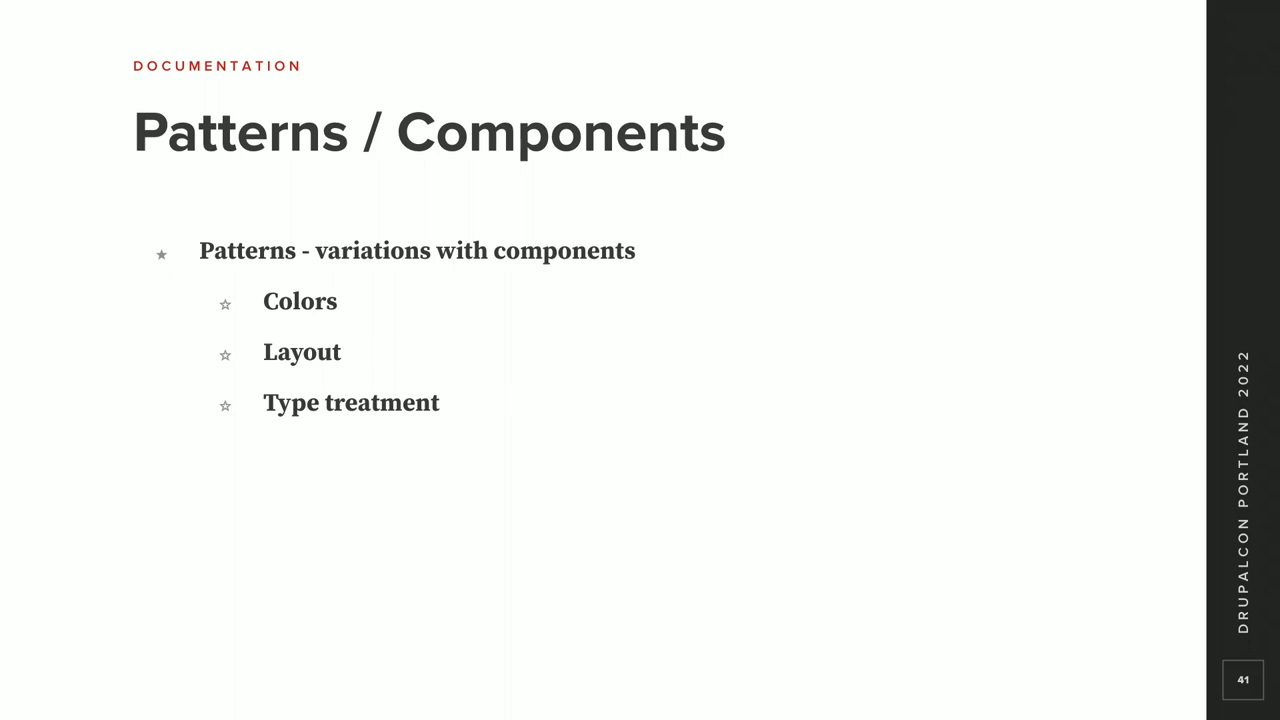 DOCUMENTATION
Patterns / Components
Patterns - variations with components
Colors
Layout
Type treatment
DRUPALCON PORTLAND 2022
41